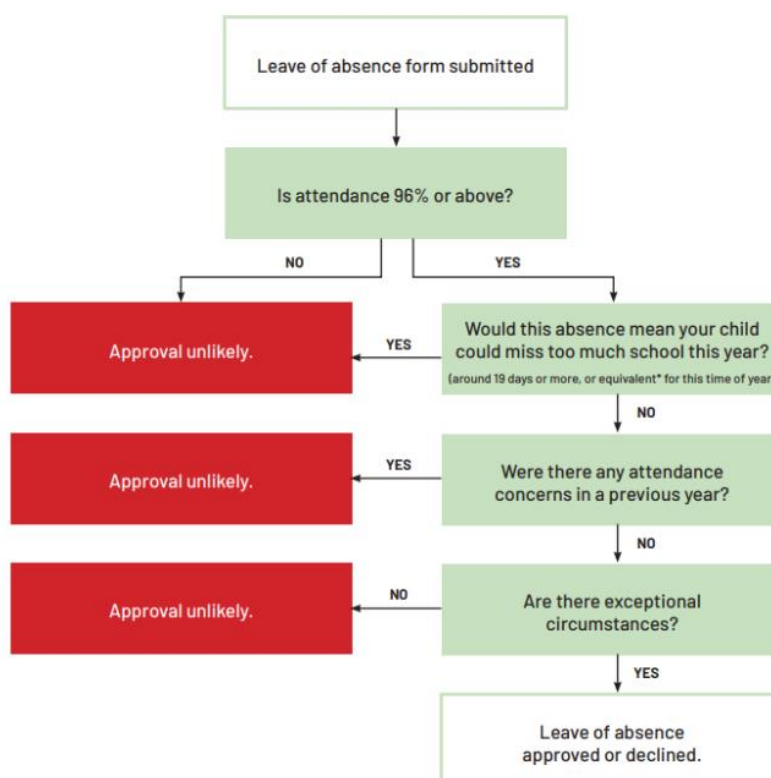 Leave of absence form submitted
Is attendance 96% or above?
NO
YES
Approval unlikely.
YES
Would this absence mean your child
could miss too much school this year?
(around 19 days or more, or equivalent* for this time of year
NO
Approval unlikely.
YES
Were there any attendance
concerns in a previous year?
NO
Approval unlikely.
NO
Are there exceptional
circumstances?
YES
Leave of absence
approved or declined.